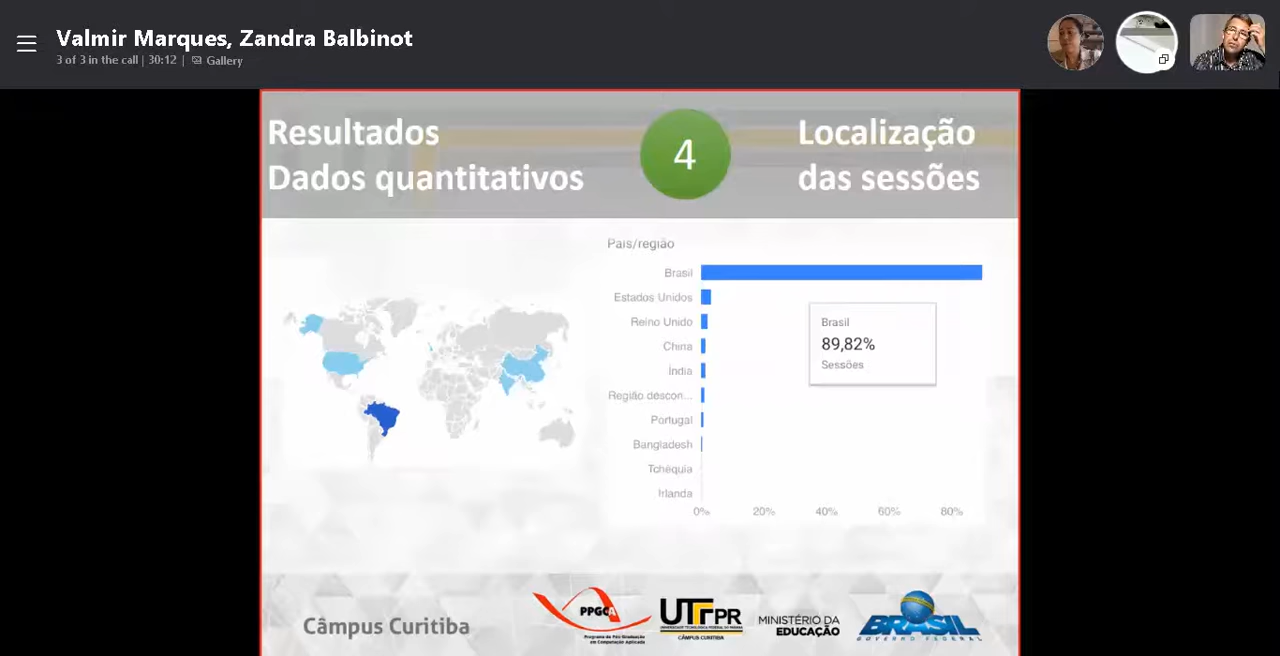 Valmir Marques, Zandra Balbinot
3 of 3 in the call | 30:12 | Gallery
Resultados
Dados quantitativos
4
Localização
das sessões
País/região
Brasil
Estados Unidos
Reino Unido
China
Índia
Região descon...
Portugal
Bangladesh
Tchéquia
Irlanda
0% 20% 40% 60% 80%
Brasil
89,82%
Sessões
Câmpus Curitiba
PPGCA
Programa de Pós-Graduação
em Computação Aplicada
UTFPR
UNIVERSIDADE TECNOLÓGICA FEDERAL DO PARANÁ
CÂMPUS CURITIBA
MINISTÉRIO DA
EDUCAÇÃO
BRASIL
GOVERNO FEDERAL